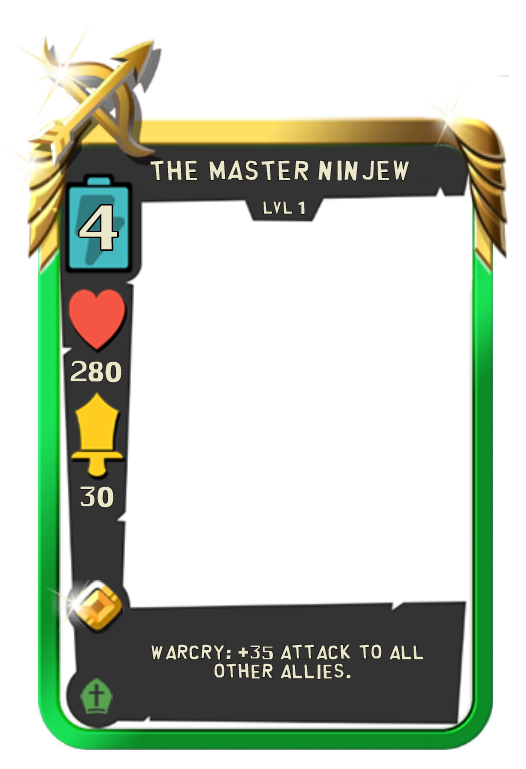 THE MASTER NINJEW
LVL 1
4
280
30
WARCRY: +35 ATTACK TO ALL
OTHER ALLIES.